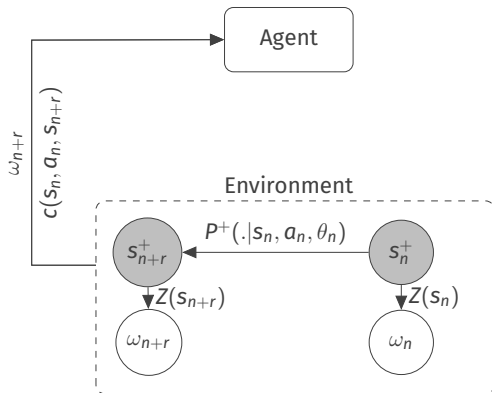 Agent
ω_{n+r}
c(s_n, a_n, s_{n+r})
Environment
P^+(.|s_n, a_n, θ_n)
s^+_{n+r}
s^+_n
Z(s_{n+r})
Z(s_n)
ω_{n+r}
ω_n